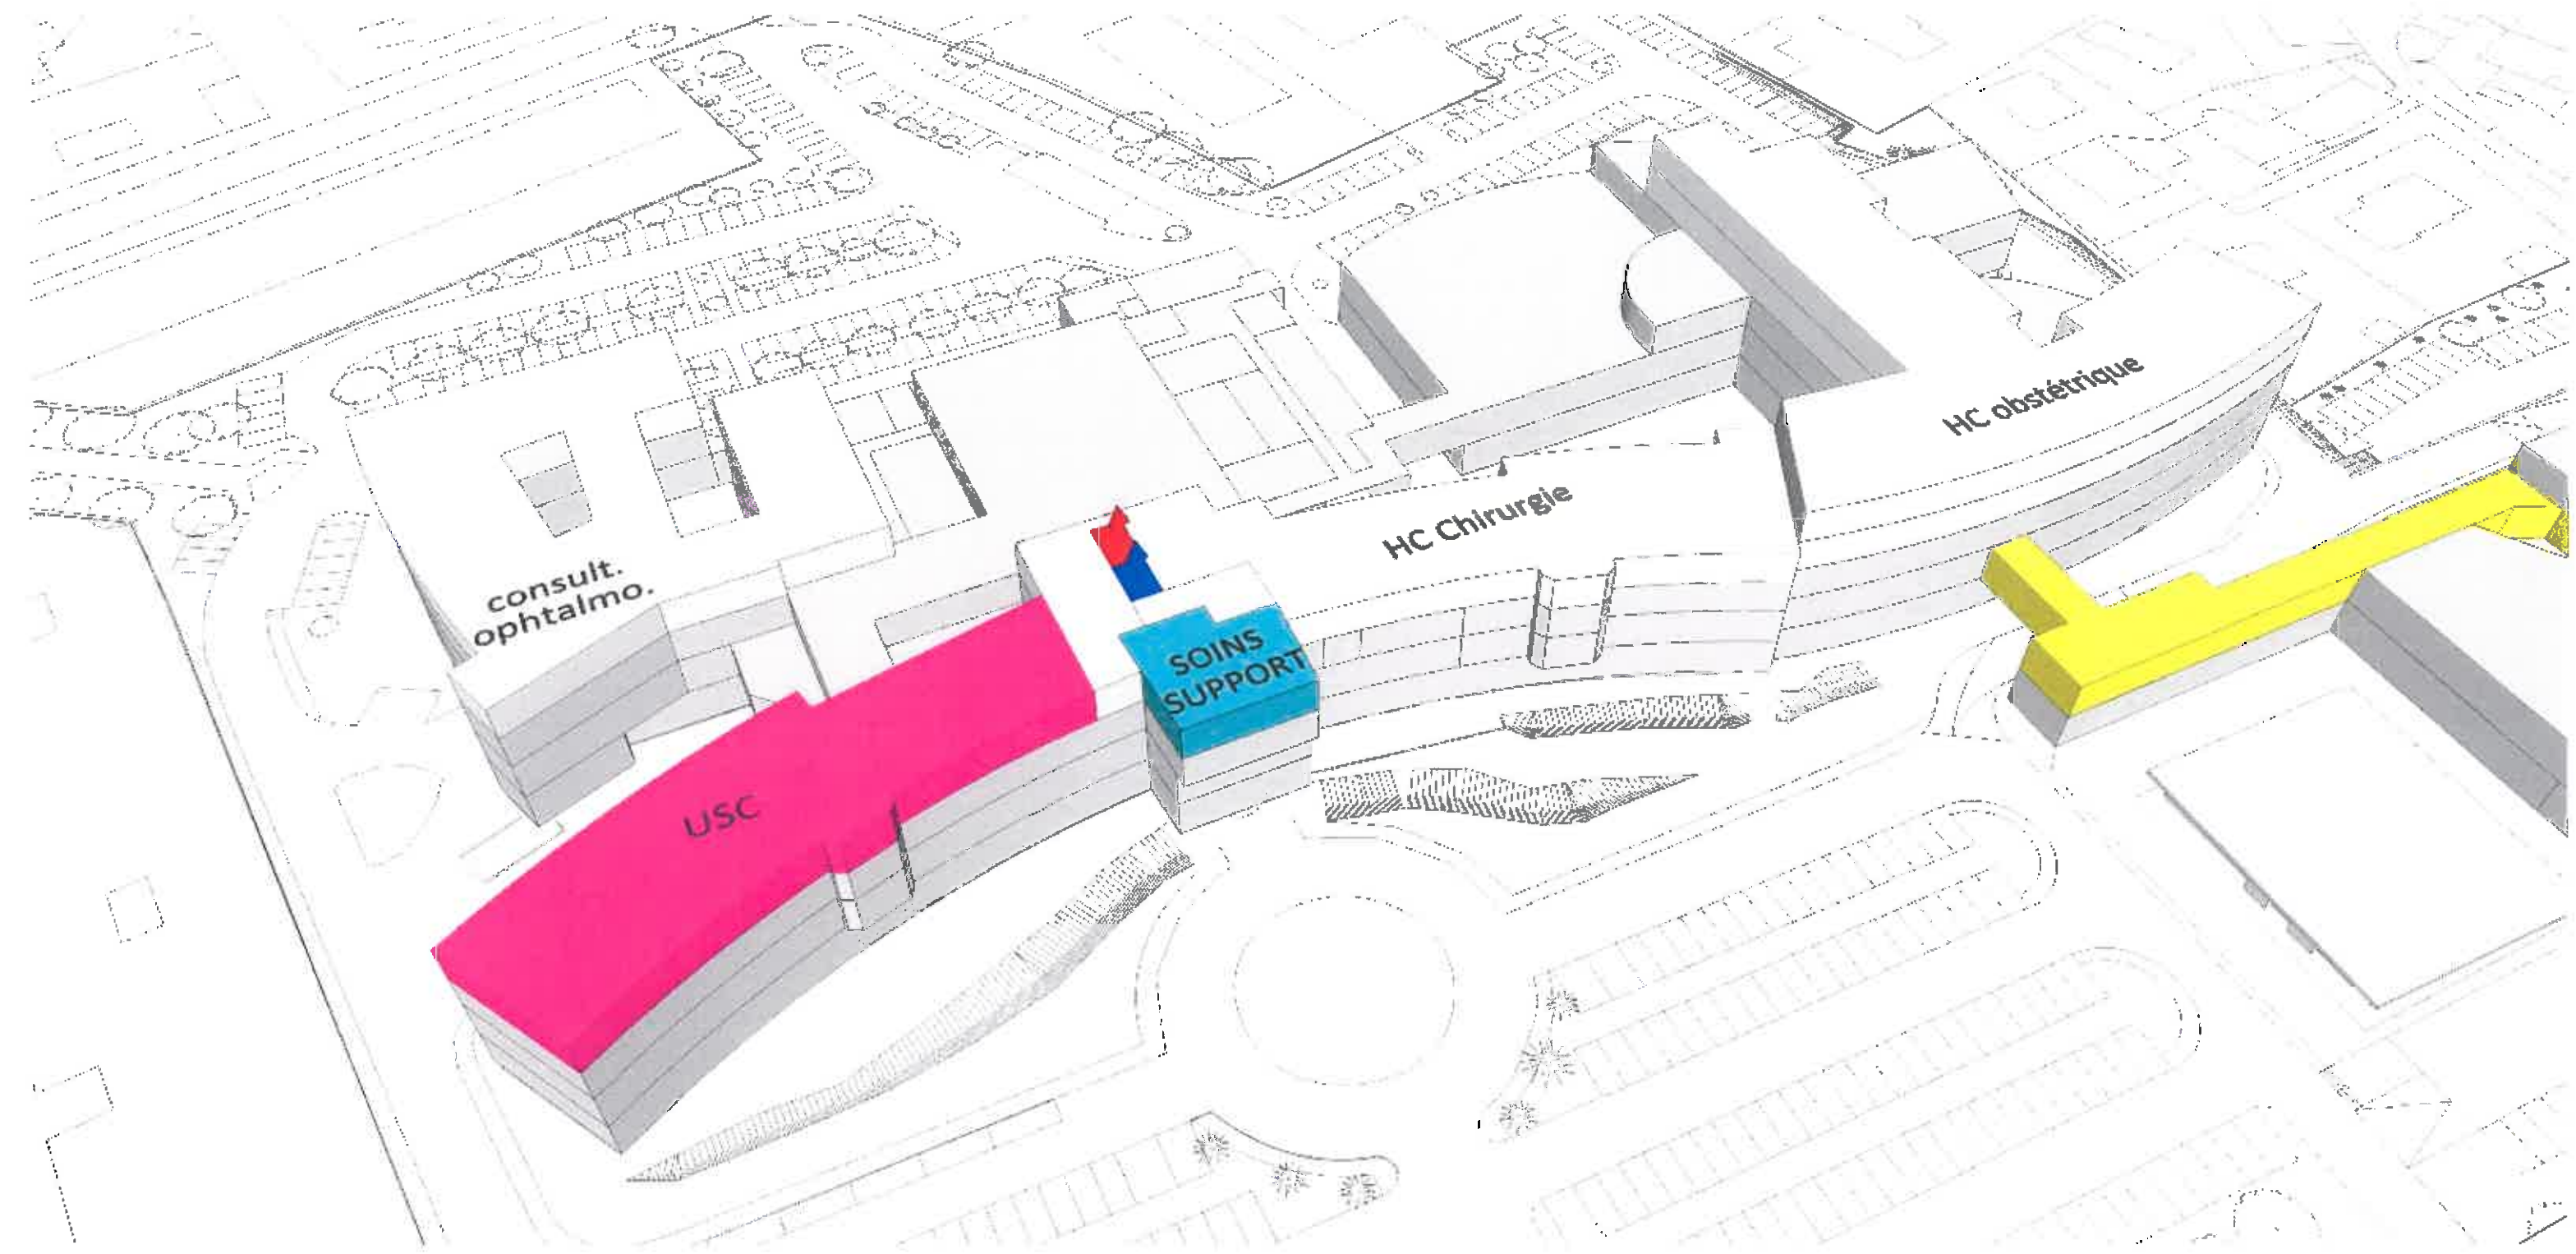 consult.
ophtalmo.
USC
SOINS
SUPPORT
HC Chirurgie
HC obstétrique